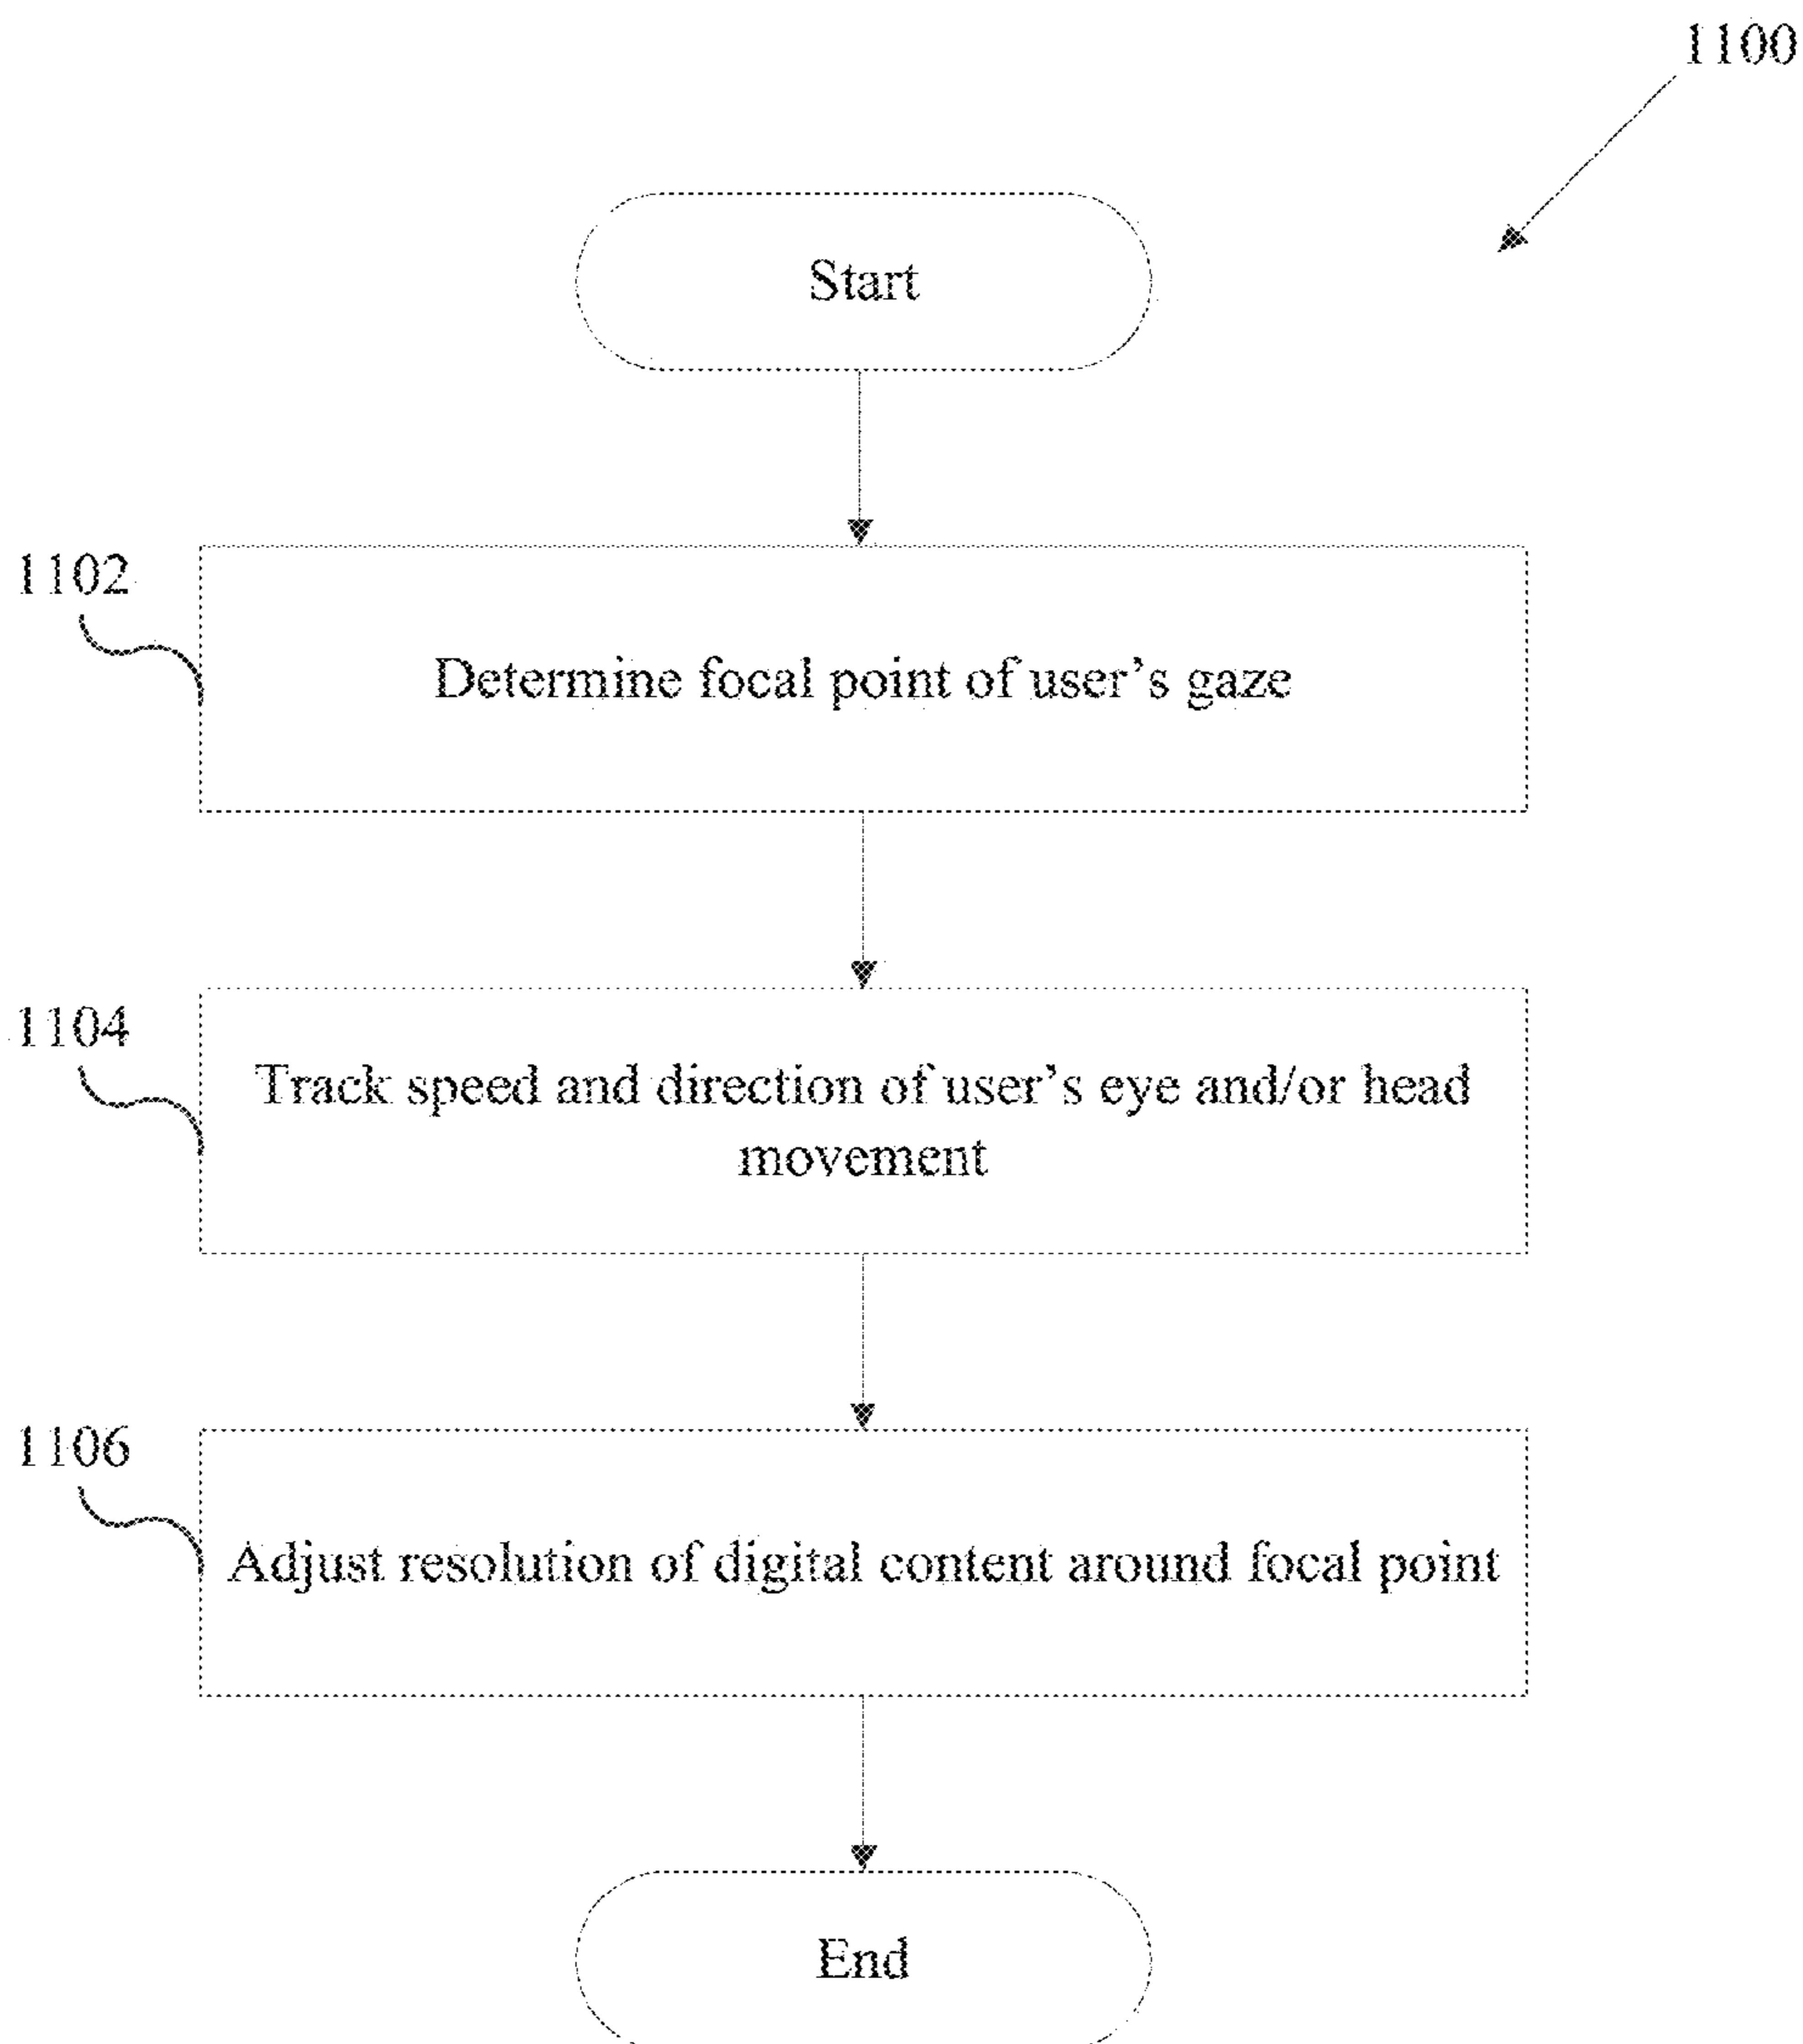 1100
Start
1102
Determine focal point of user's gaze
1104
Track speed and direction of user's eye and/or head
movement
1106
Adjust resolution of digital content around focal point
End